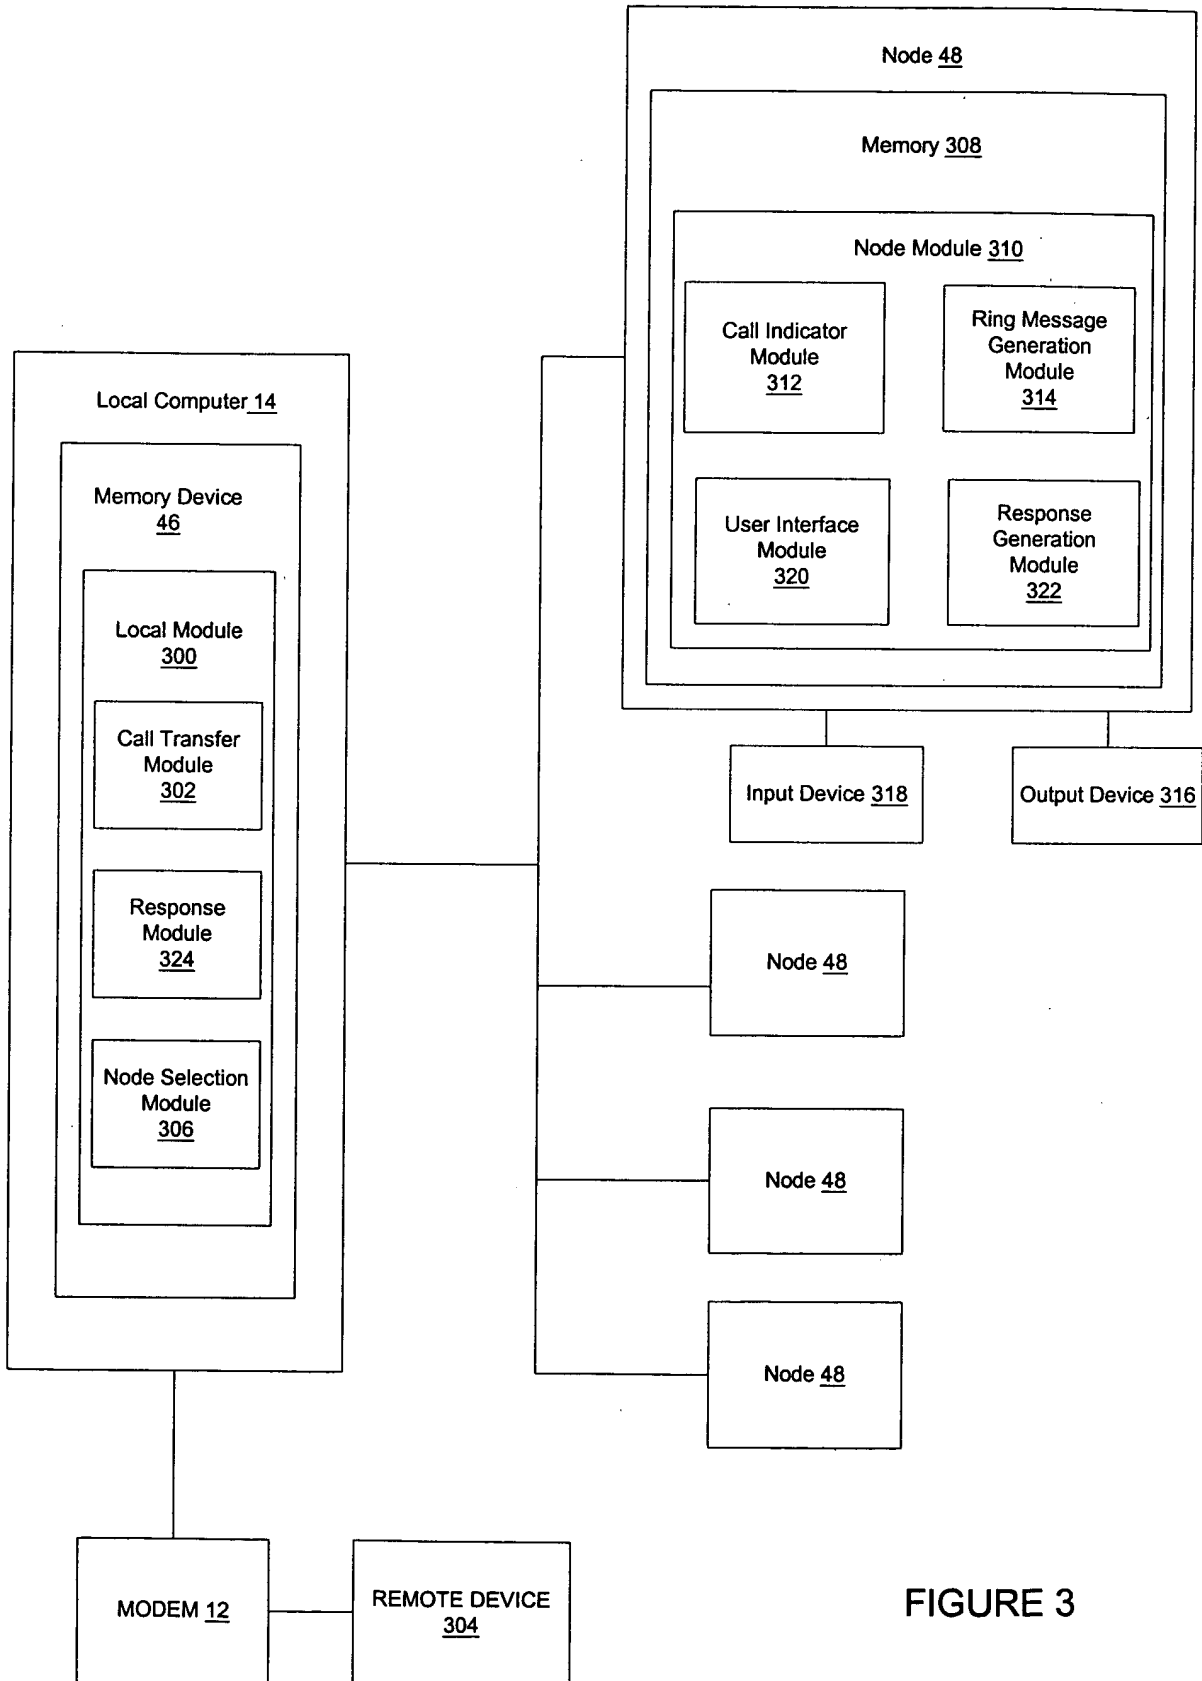 Node 48
Memory 308
Node Module 310
Call Indicator
Module
312
Ring Message
Generation
Module
314
User Interface
Module
320
Response
Generation
Module
322
Input Device 318
Output Device 316
Local Computer 14
Memory Device
46
Local Module
300
Call Transfer
Module
302
Response
Module
324
Node Selection
Module
306
Node 48
Node 48
Node 48
MODEM 12
REMOTE DEVICE
304
FIGURE 3